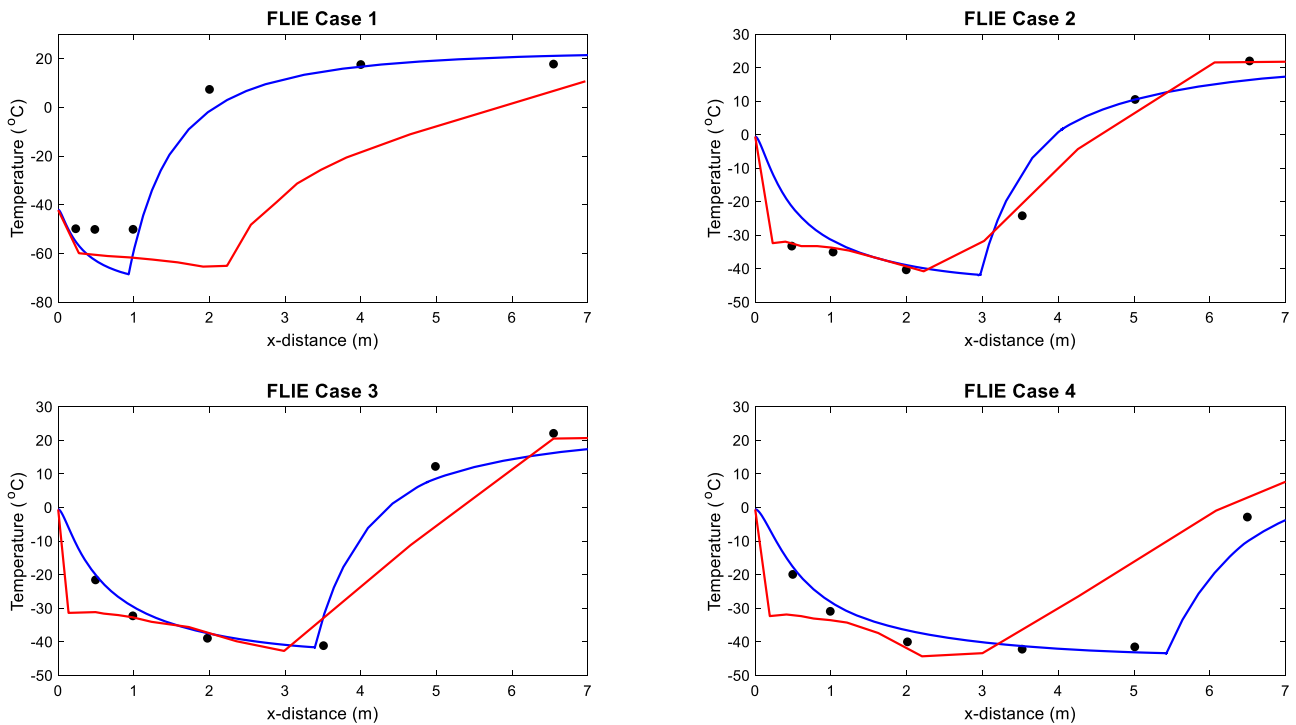 FLIE Case 1
20
0
-20
-40
-60
-80
Temperature (°C)
0 1 2 3 4 5 6 7
x-distance (m)
FLIE Case 2
30
20
10
0
-10
-20
-30
-40
-50
Temperature (°C)
0 1 2 3 4 5 6 7
x-distance (m)
FLIE Case 3
30
20
10
0
-10
-20
-30
-40
-50
Temperature (°C)
0 1 2 3 4 5 6 7
x-distance (m)
FLIE Case 4
30
20
10
0
-10
-20
-30
-40
-50
Temperature (°C)
0 1 2 3 4 5 6 7
x-distance (m)